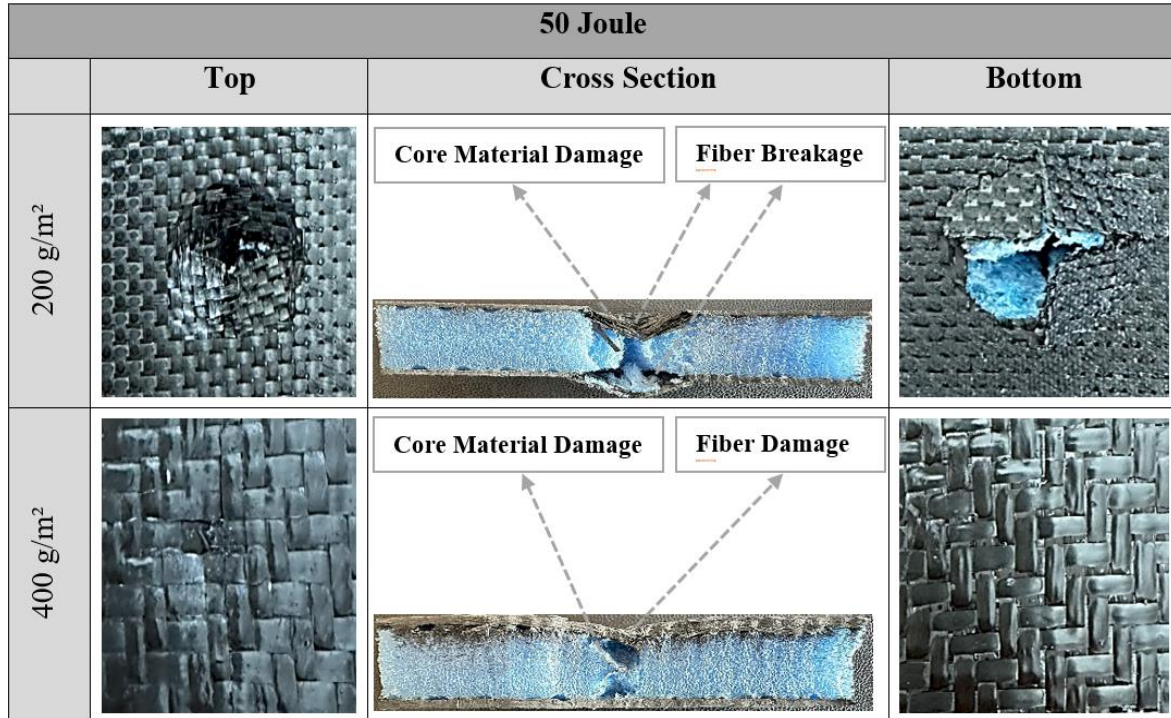 50 Joule
Top
Cross Section
Bottom
200 g/m²
Core Material Damage
Fiber Breakage
400 g/m²
Core Material Damage
Fiber Damage